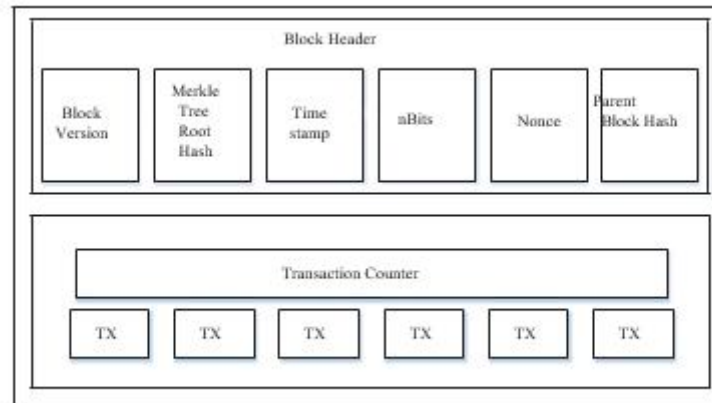 Block Header
Block
Version
Merkle
Tree
Root
Hash
Time
stamp
nBits
Nonce
Parent
Block Hash
Transaction Counter
TX
TX
TX
TX
TX
TX